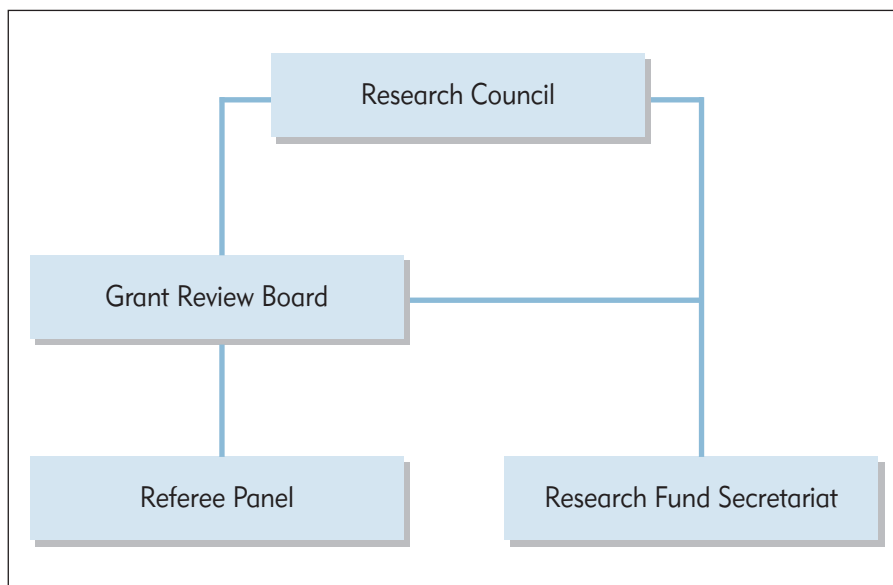 Research Council
Grant Review Board
Referee Panel
Research Fund Secretariat